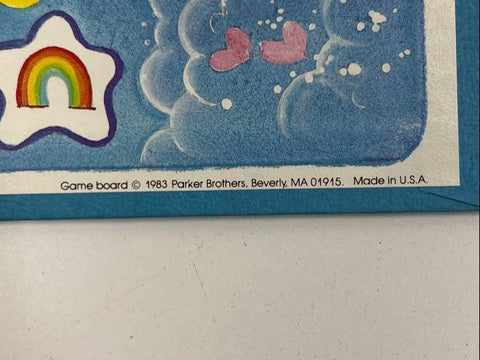 Game board © 1983 Parker Brothers, Beverly, MA 01915. Made in U.S.A.